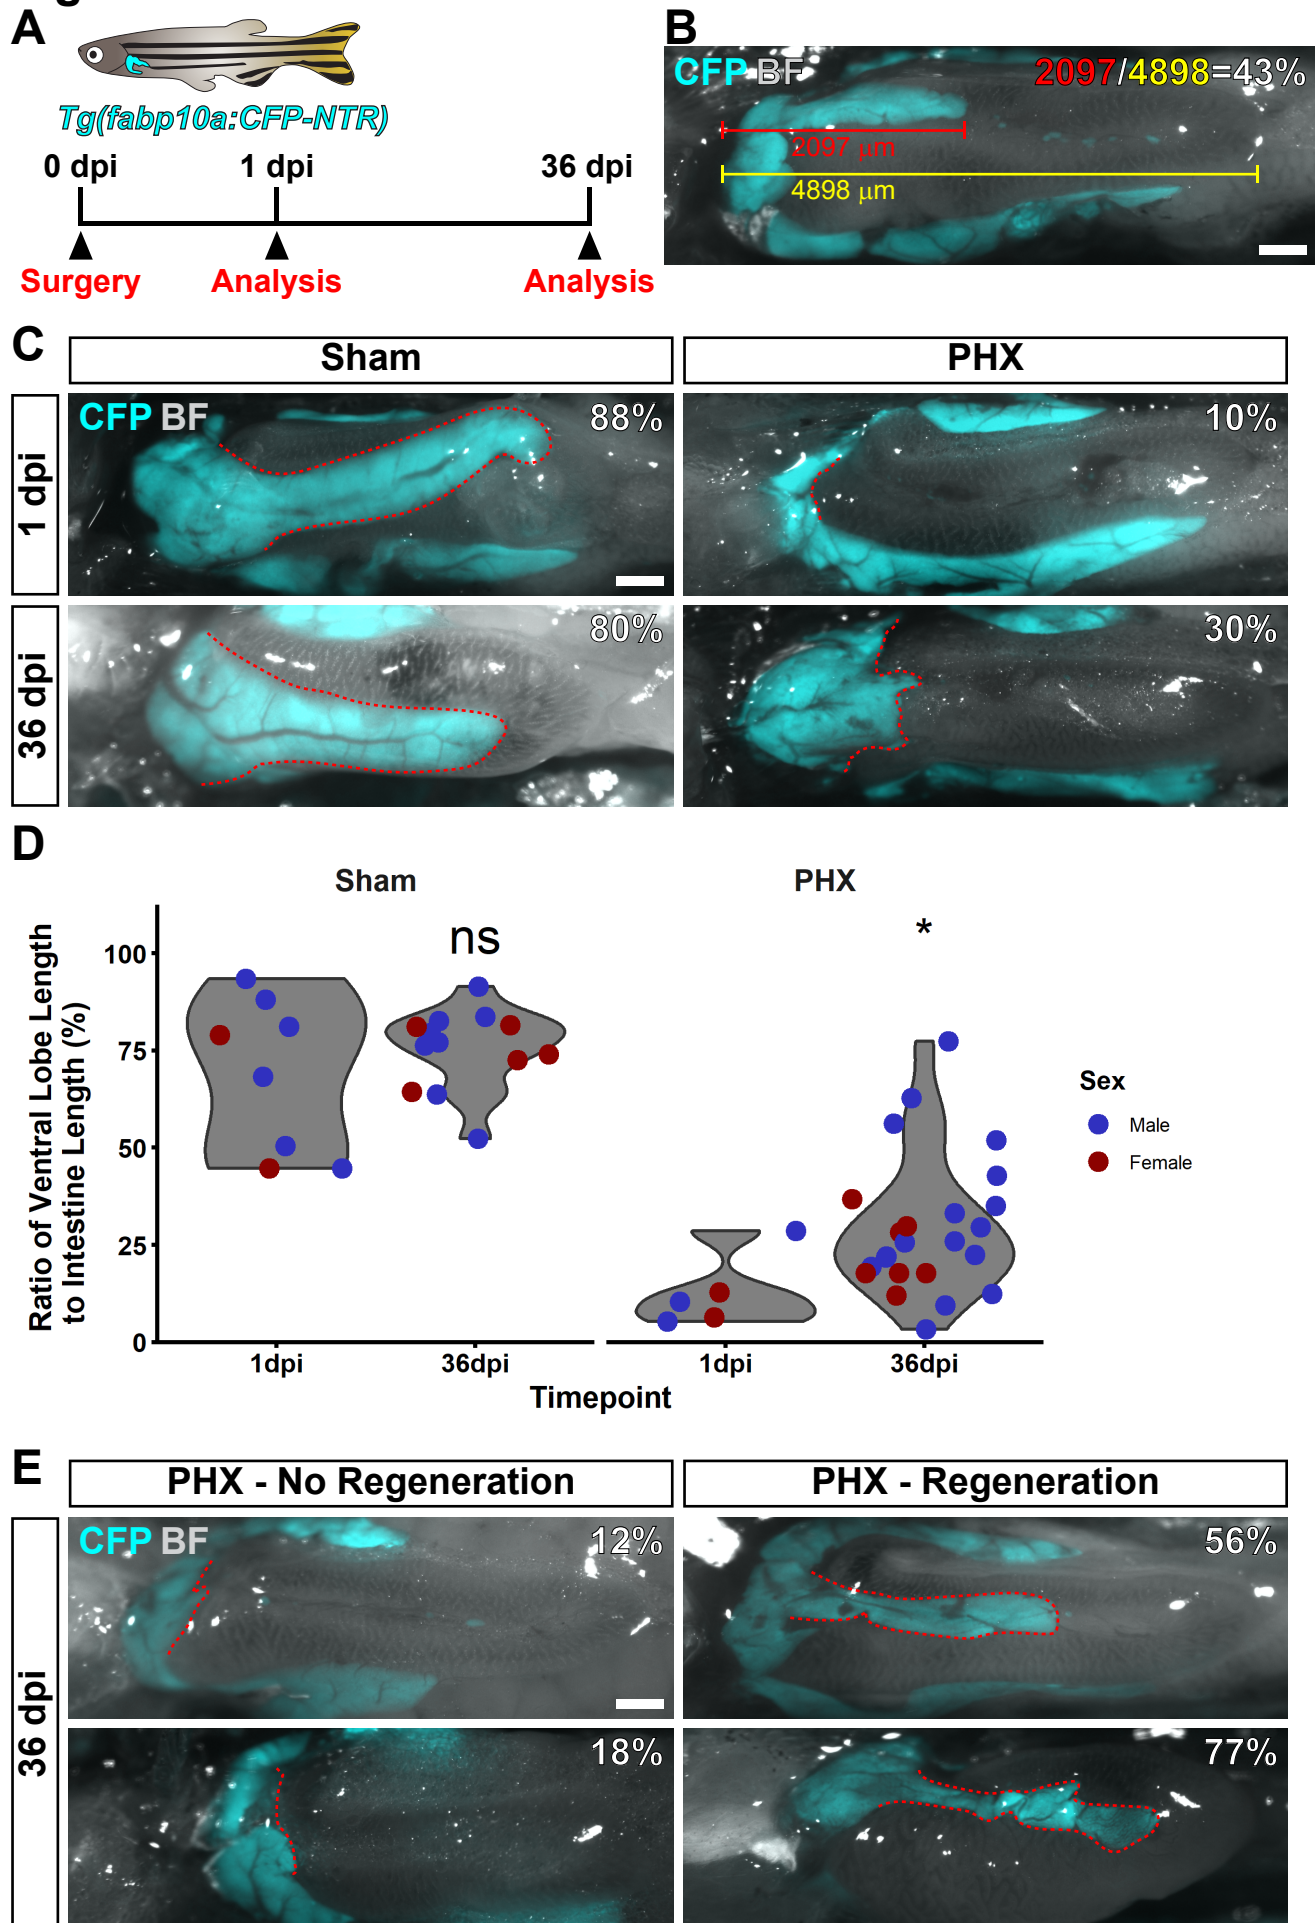 A
Tg(fabp10a:CFP-NTR)
0 dpi 1 dpi 36 dpi
Surgery Analysis Analysis
B
CFP BF 2097/4898=43%
2097 µm
4898 µm
C
Sham PHX
1 dpi
CFP BF 88% 10%
36 dpi
80% 30%
D
Sham PHX
Ratio of Ventral Lobe Length
to Intestine Length (%)
ns *
100
75
50
25
0
1dpi 36dpi 1dpi 36dpi
Timepoint
Sex
Male
Female
E
PHX - No Regeneration PHX - Regeneration
36 dpi
CFP BF 12% 56%
18% 77%